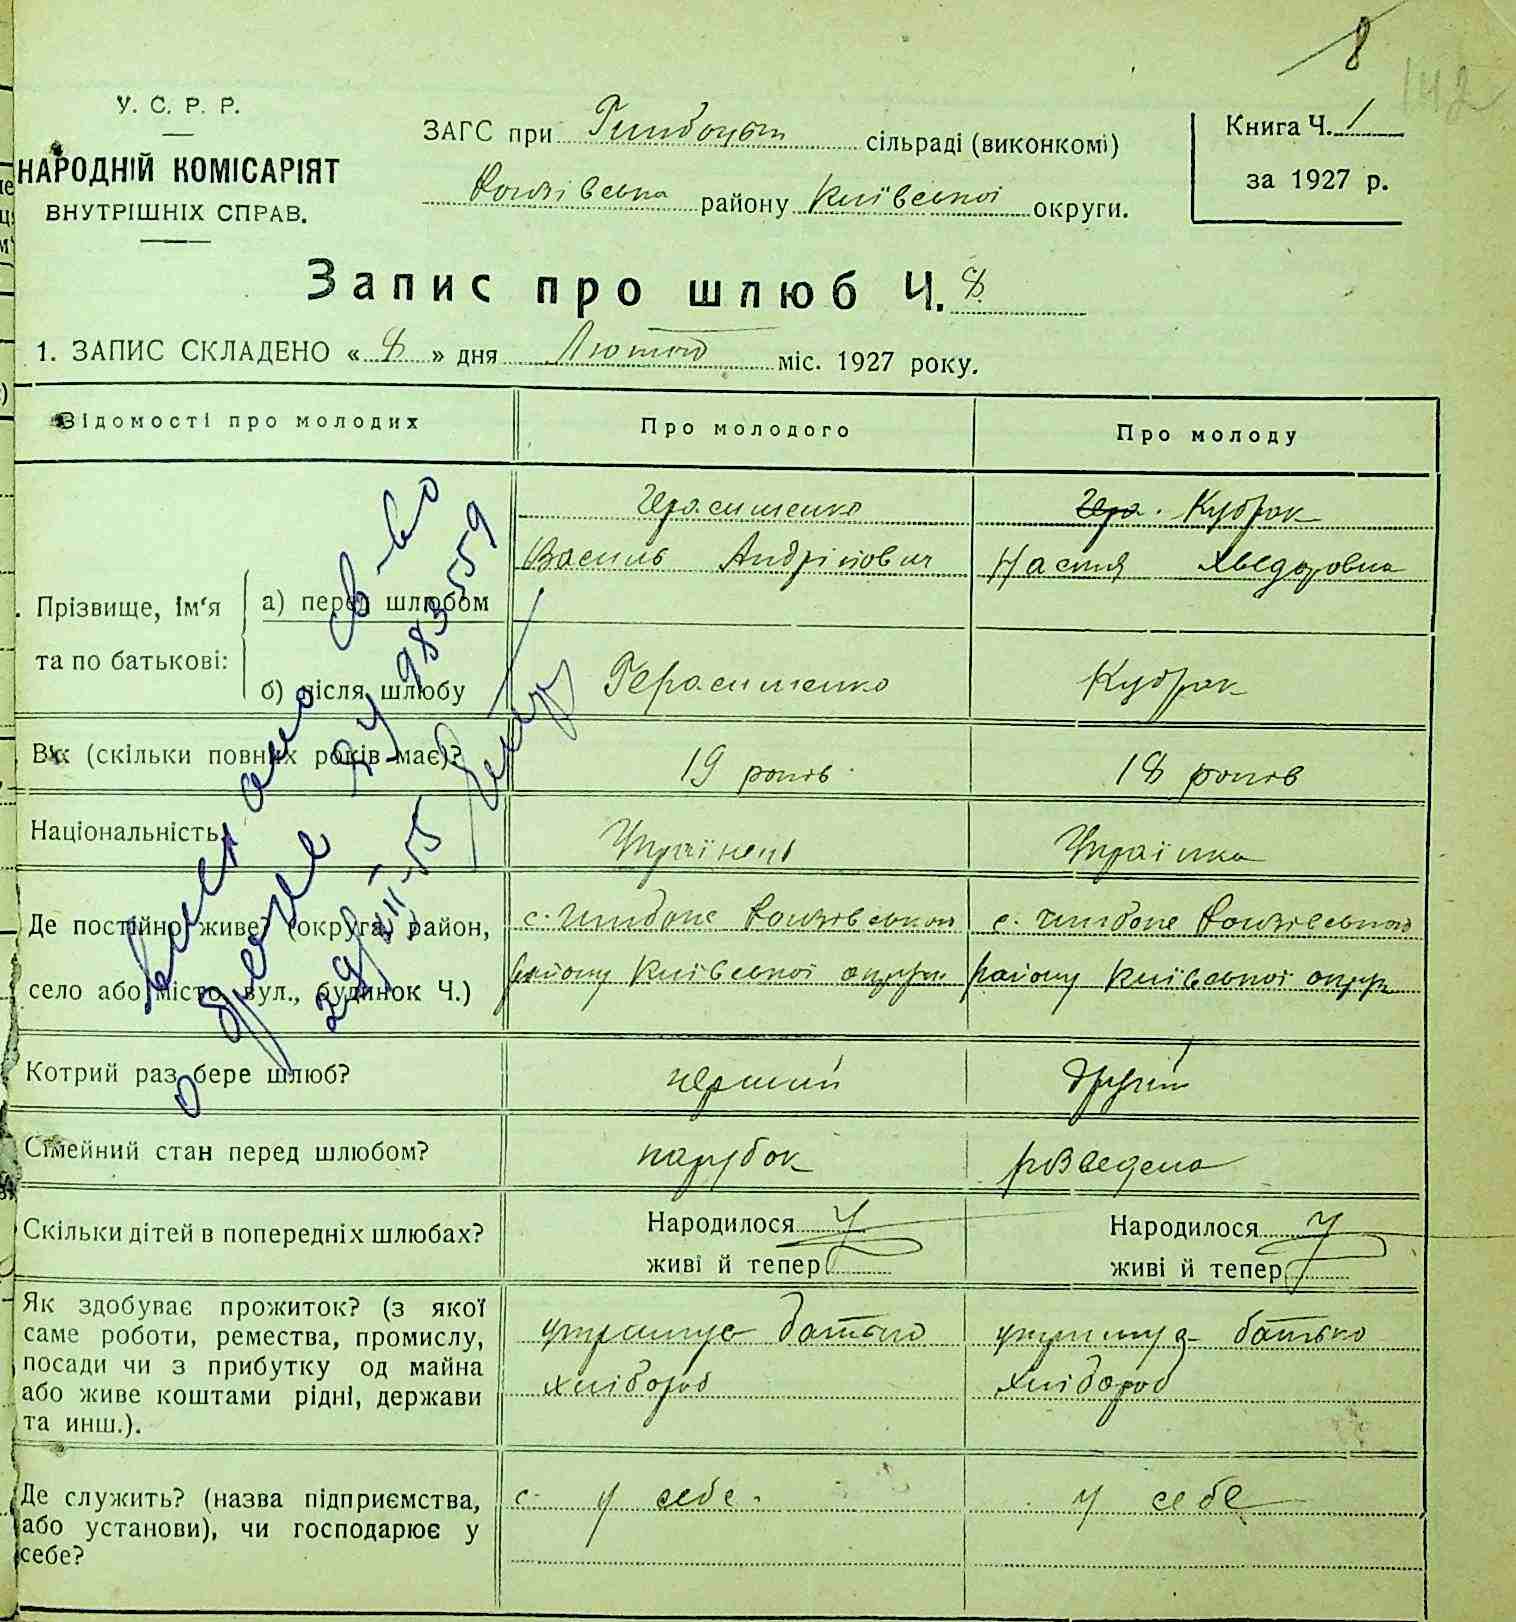 8
142
У. С. Р. Р.
НАРОДНІЙ КОМІСАРІЯТ
ВНУТРІШНІХ СПРАВ.
ЗАГС при сільраді (виконкомі)
району Київської округи.
Книга Ч. 1
за 1927 р.
Запис про шлюб Ч. 8
1. ЗАПИС СКЛАДЕНО « 8 » дня Лютого міс. 1927 року.
Відомості про молодих
Про молодого
Про молоду
Прізвище, ім'я
та по батькові:
а) перед шлюбом
Герасименко
Василь Андрійович
Гера. Кубрак
Настя Хведоровна
б) після шлюбу
Герасименко
Кубрак
Вік (скільки повних років має)?
19 років
18 років
Національність
Українець
Українка
Де постійно живе? (округа, район,
село або місто, вул., будинок Ч.)
с.
району Київської округи
с.
району Київської округи
Котрий раз бере шлюб?
перший
другий
Сімейний стан перед шлюбом?
парубок
розведена
Скільки дітей в попередніх шлюбах?
Народилося
живі й тепер
Народилося
живі й тепер
Як здобуває прожиток? (з якої
саме роботи, ремества, промислу,
посади чи з прибутку од майна
або живе коштами рідні, держави
та инш.).
утримує батько
хлібороб
утримує батько
хлібороб
Де служить? (назва підприємства,
або установи), чи господарює у
себе?
у себе.
у себе
выслано св-во
о браке 983559